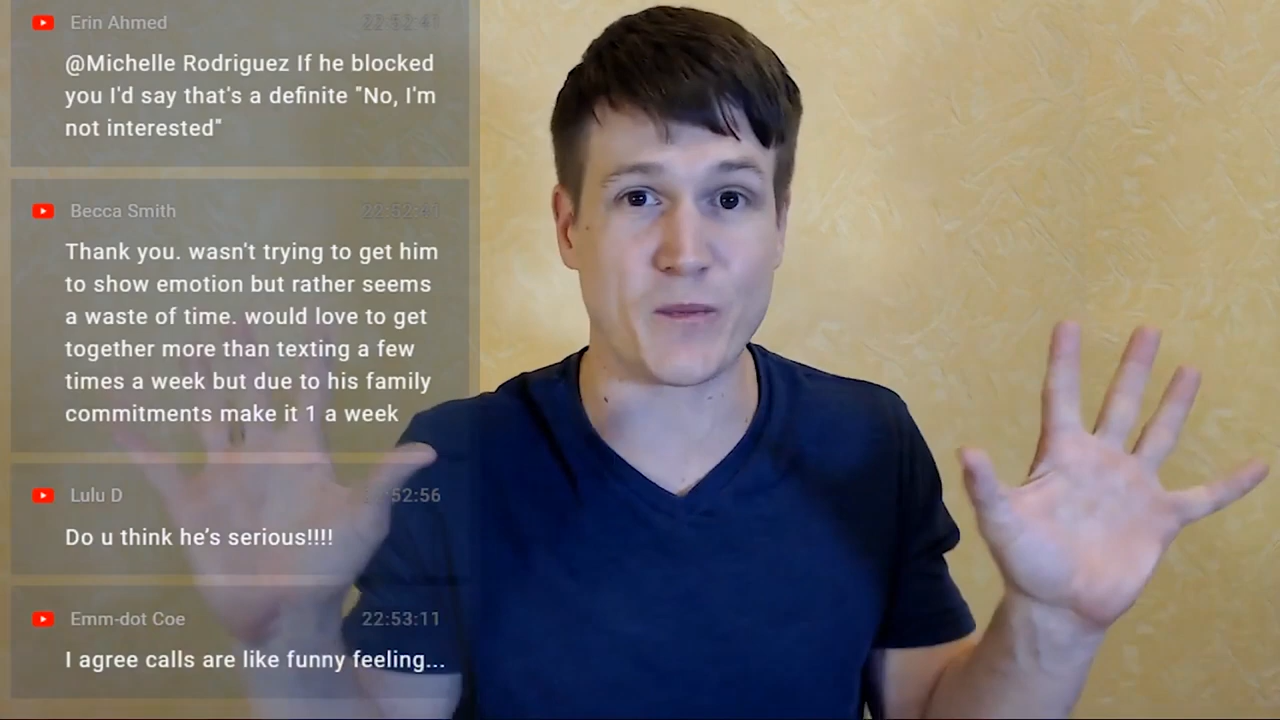 Erin Ahmed 22:52:41
@Michelle Rodriguez If he blocked
you I'd say that's a definite "No, I'm
not interested"
Becca Smith 22:52:41
Thank you. wasn't trying to get him
to show emotion but rather seems
a waste of time. would love to get
together more than texting a few
times a week but due to his family
commitments make it 1 a week
Lulu D :52:56
Do u think he’s serious!!!!
Emm-dot Coe 22:53:11
I agree calls are like funny feeling...